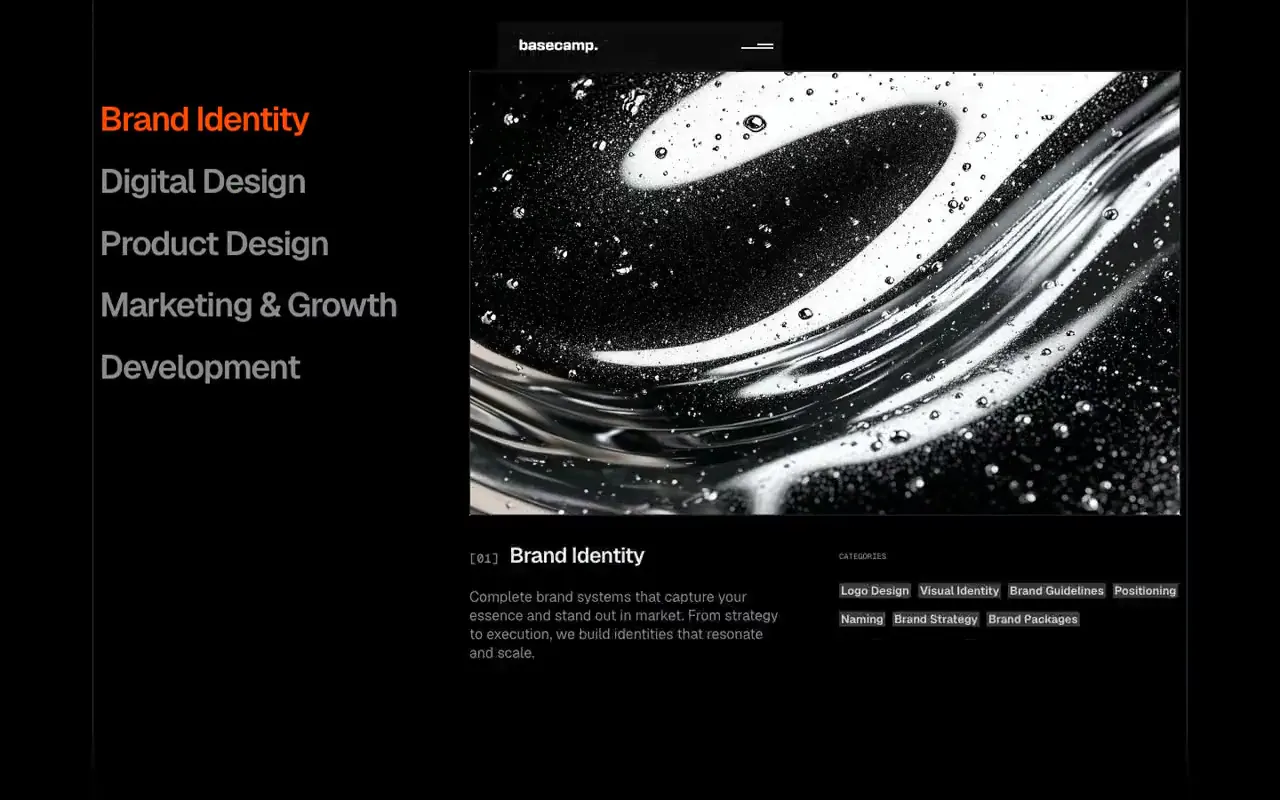 basecamp.
Brand Identity
Digital Design
Product Design
Marketing & Growth
Development
[01] Brand Identity
Complete brand systems that capture your
essence and stand out in market. From strategy
to execution, we build identities that resonate
and scale.
CATEGORIES
Logo Design Visual Identity Brand Guidelines Positioning
Naming Brand Strategy Brand Packages